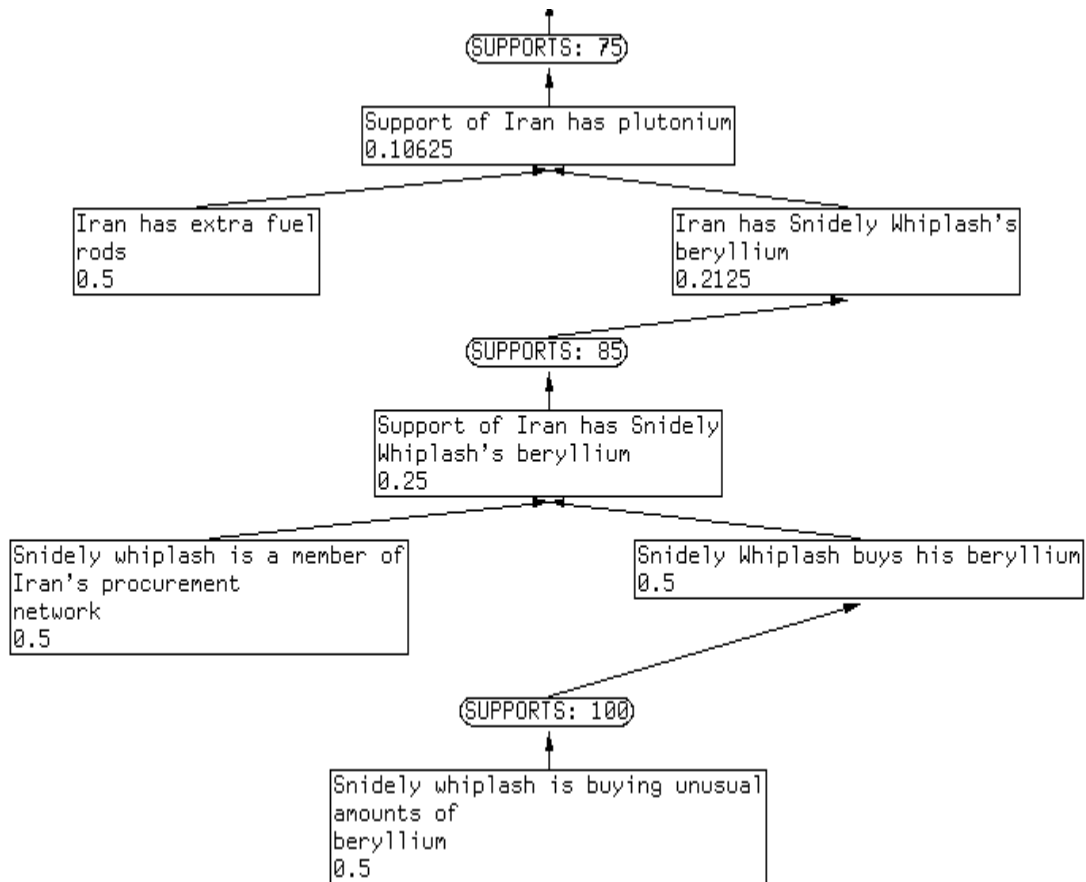 SUPPORTS: 75
Support of Iran has plutonium
0.10625
Iran has extra fuel
rods
0.5
Iran has Snidely Whiplash's
beryllium
0.2125
SUPPORTS: 85
Support of Iran has Snidely
Whiplash's beryllium
0.25
Snidely whiplash is a member of
Iran's procurement
network
0.5
Snidely Whiplash buys his beryllium
0.5
SUPPORTS: 100
Snidely whiplash is buying unusual
amounts of
beryllium
0.5